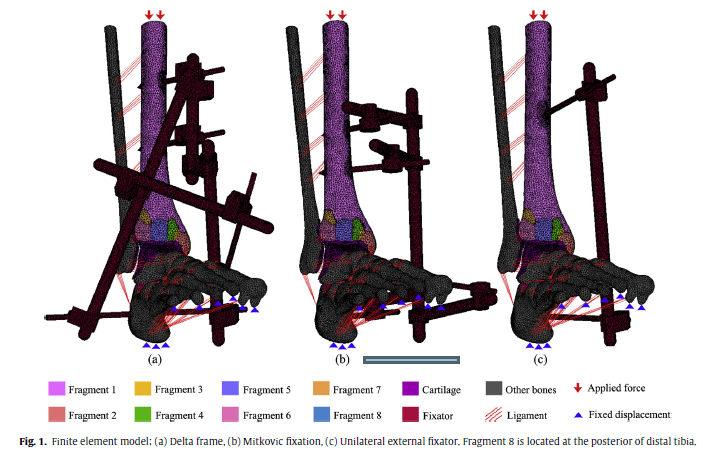 (a) (b) (c)
Fragment 1 Fragment 3 Fragment 5 Fragment 7 Cartilage Other bones Applied force
Fragment 2 Fragment 4 Fragment 6 Fragment 8 Fixator Ligament Fixed displacement
Fig. 1. Finite element model; (a) Delta frame, (b) Mitkovic fixation, (c) Unilateral external fixator. Fragment 8 is located at the posterior of distal tibia.